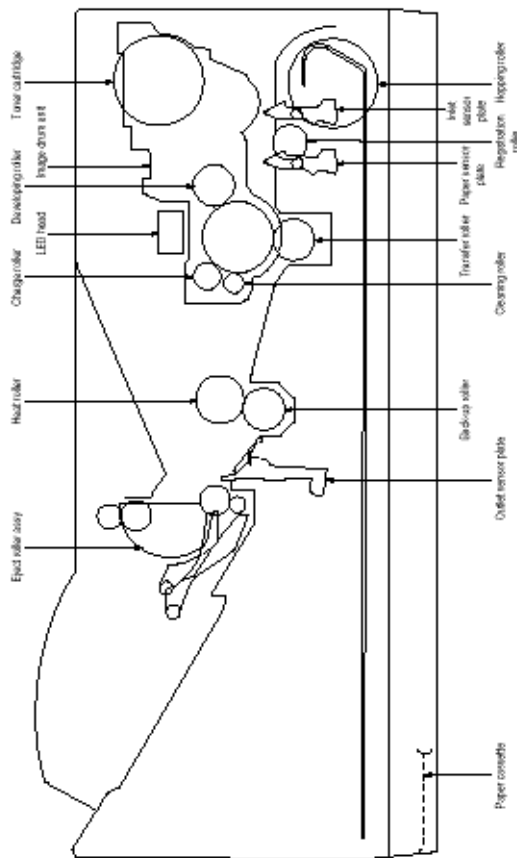 Toner cartridge
Image drum unit
Developing roller
LED head
Charge roller
Heat roller
Eject roller assy
Hopping roller
Inlet
sensor
plate
Registration
roller
Paper sensor
plate
Transfer roller
Cleaning roller
Back-up roller
Outlet sensor plate
Paper cassette